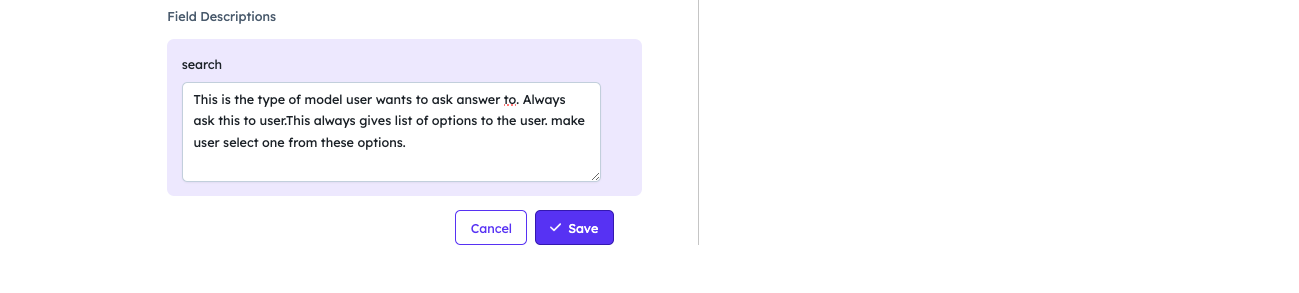 Field Descriptions
search
This is the type of model user wants to ask answer to. Always
ask this to user.This always gives list of options to the user. make
user select one from these options.
Cancel
Save